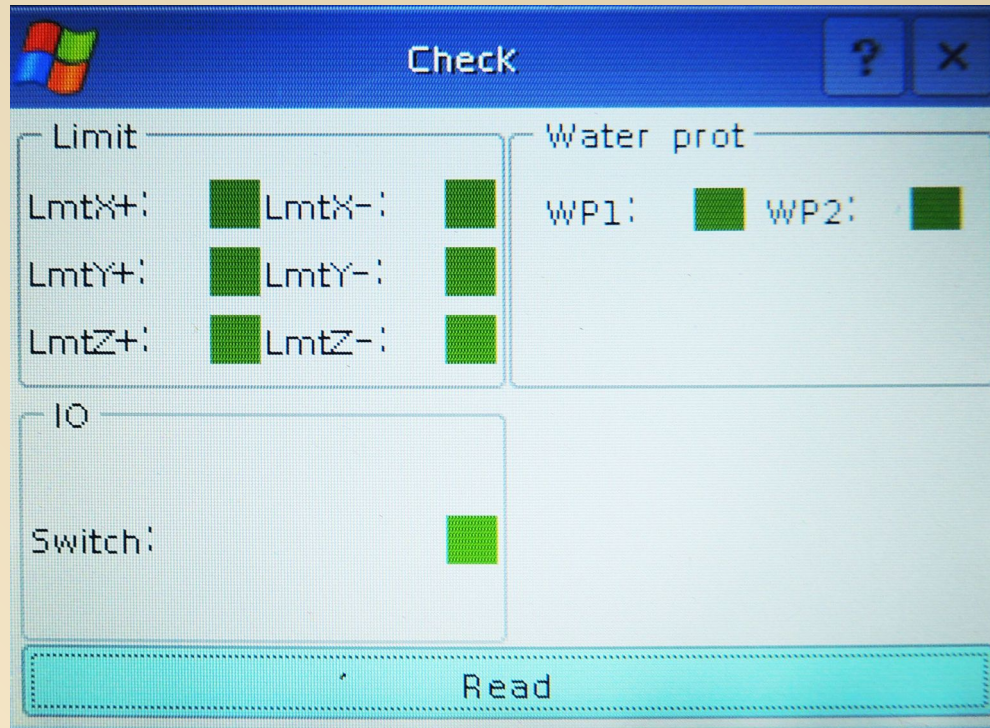 Check
? ×
Limit
LmtX+: LmtX-:
LmtY+: LmtY-:
LmtZ+: LmtZ-:
Water prot
WP1: WP2:
IO
Switch:
Read